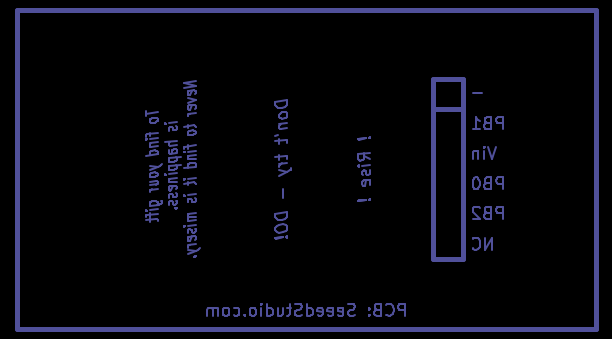 To find your gift
is happiness.
Never to find it is misery.
Don't try - DO!
! Rise !
-
PB1
Vin
PB0
PB2
NC
PCB: SeeedStudio.com